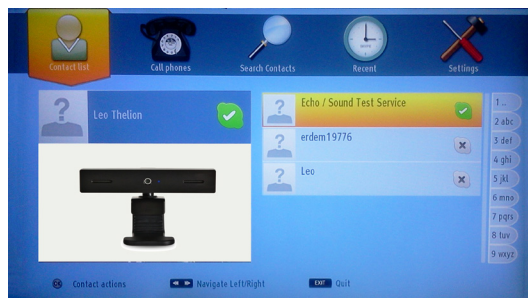 Contact list
Call phones
Search Contacts
Recent
Settings
Leo Thelion
Echo / Sound Test Service
erdem19776
Leo
1 ..
2 abc
3 def
4 ghi
5 jkl
6 mno
7 pqrs
8 tuv
9 wxyz
OK Contact actions
Navigate Left/Right
EXIT Quit